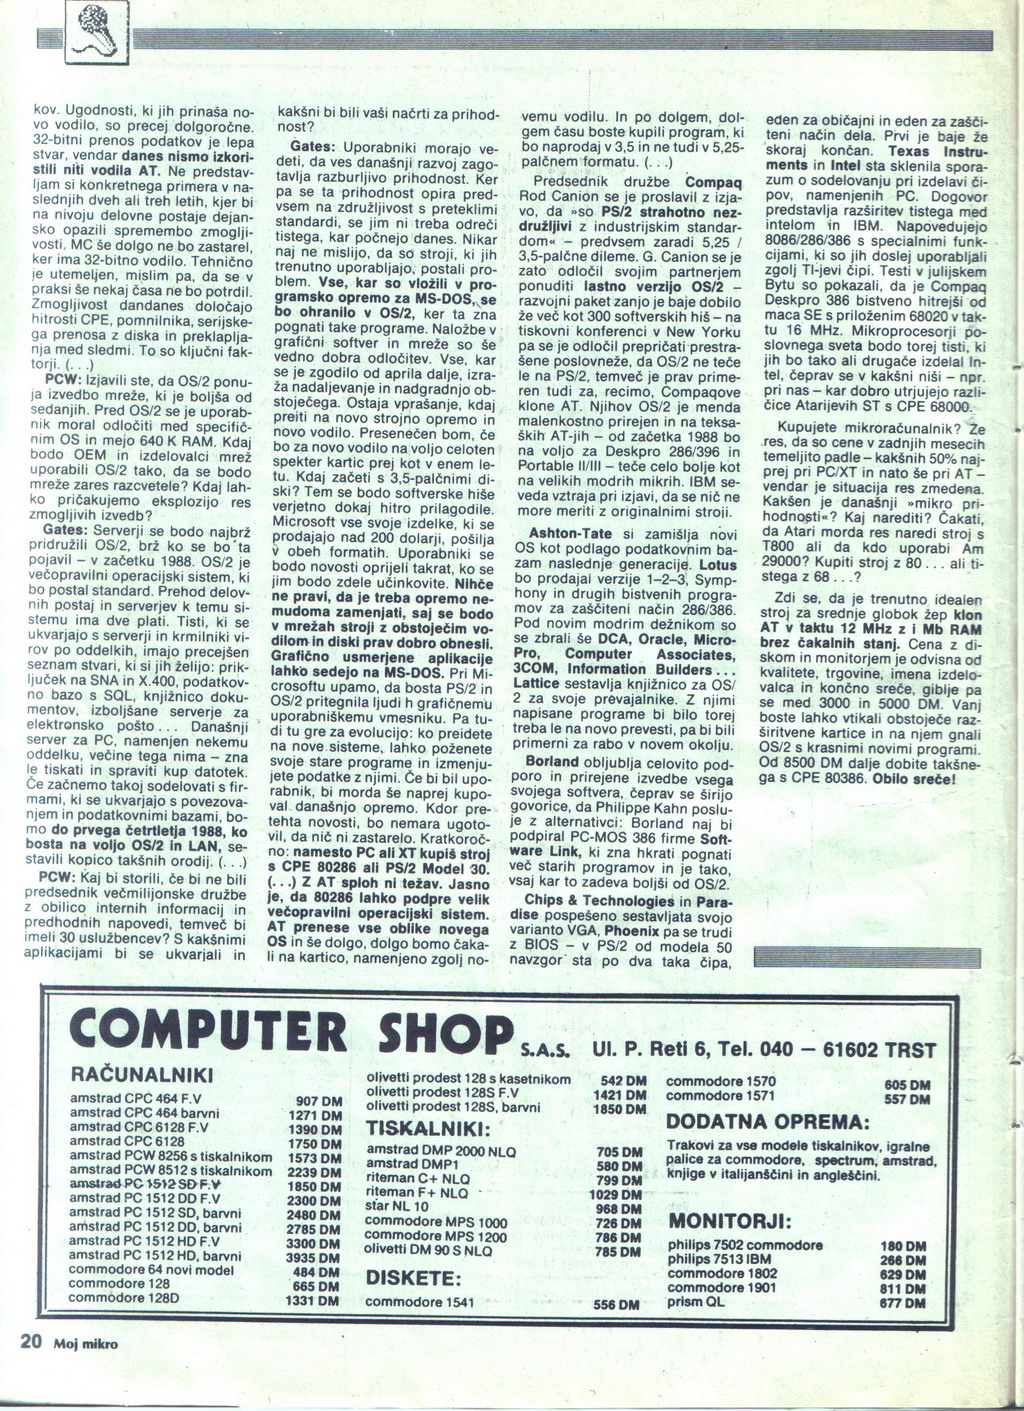 kov. Ugodnosti, ki jih prinaša no-
vo vodilo, so precej dolgoročne.
32-bitni prenos podatkov je lepa
stvar, vendar danes nismo izkori-
stili niti vodila AT. Ne predstav-
ljam si konkretnega primera v na-
slednjih dveh ali treh letih, kjer bi
na nivoju delovne postaje dejan-
sko opazili spremembo zmoglji-
vosti. MC še dolgo ne bo zastarel,
ker ima 32-bitno vodilo. Tehnično
je utemeljen, mislim pa, da se v
praksi še nekaj časa ne bo potrdil.
Zmogljivost dandanes določajo
hitrosti CPE, pomnilnika, serijske-
ga prenosa z diska in preklaplja-
nja med sledmi. To so ključni fak-
torji. (. . .)
PCW: Izjavili ste, da OS/2 ponu-
ja izvedbo mreže, ki je boljša od
sedanjih. Pred OS/2 se je uporab-
nik moral odločiti med specifič-
nim OS in mejo 640 K RAM. Kdaj
bodo OEM in izdelovalci mrež
uporabili OS/2 tako, da se bodo
mreže zares razcvetele? Kdaj lah-
ko pričakujemo eksplozijo res
zmogljivih izvedb?
Gates: Serverji se bodo najbrž
pridružili OS/2, brž ko se bo ta
pojavil – v začetku 1988. OS/2 je
večopravilni operacijski sistem, ki
bo postal standard. Prehod delov-
nih postaj in serverjev k temu si-
stemu ima dve plati. Tisti, ki se
ukvarjajo s serverji in krmilniki vi-
rov po oddelkih, imajo precejšen
seznam stvari, ki si jih želijo: prik-
ljuček na SNA in X.400, podatkov-
no bazo s SQL, knjižnico doku-
mentov, izboljšane serverje za
elektronsko pošto . . . Današnji
server za PC, namenjen nekemu
oddelku, večine tega nima – zna
le tiskati in spraviti kup datotek.
Če začnemo takoj sodelovati s fir-
mami, ki se ukvarjajo s povezova-
njem in podatkovnimi bazami, bo-
mo do prvega četrtletja 1988, ko
bosta na voljo OS/2 in LAN, se-
stavili kopico takšnih orodij. (. . .)
PCW: Kaj bi storili, če bi ne bili
predsednik večmilijonske družbe
z obilico internih informacij in
predhodnih napovedi, temveč bi
imeli 30 uslužbencev? S kakšnimi
aplikacijami bi se ukvarjali in
kakšni bi bili vaši načrti za prihod-
nost?
Gates: Uporabniki morajo ve-
deti, da ves današnji razvoj zago-
tavlja razburljivo prihodnost. Ker
pa se ta prihodnost opira pred-
vsem na združljivost s preteklimi
standardi, se jim ni treba odreči
tistega, kar počnejo danes. Nikar
naj ne mislijo, da so stroji, ki jih
trenutno uporabljajo, postali pro-
blem. Vse, kar so vložili v pro-
gramsko opremo za MS-DOS, se
bo ohranilo v OS/2, ker ta zna
pognati take programe. Naložbe v
grafični softver in mreže so še
vedno dobra odločitev. Vse, kar
se je zgodilo od aprila dalje, izra-
ža nadaljevanje in nadgradnjo ob-
stoječega. Ostaja vprašanje, kdaj
preiti na novo strojno opremo in
novo vodilo. Presenečen bom, če
bo za novo vodilo na voljo celoten
spekter kartic prej kot v enem le-
tu. Kdaj začeti s 3,5-palčnimi di-
ski? Tem se bodo softverske hiše
verjetno dokaj hitro prilagodile.
Microsoft vse svoje izdelke, ki se
prodajajo nad 200 dolarji, pošilja
v obeh formatih. Uporabniki se
bodo novosti oprijeli takrat, ko se
jim bodo zdele učinkovite. Nihče
ne pravi, da je treba opremo ne-
mudoma zamenjati, saj se bodo
v mrežah stroji z obstoječim vo-
dilom in diski prav dobro obnesli.
Grafično usmerjene aplikacije
lahko sedejo na MS-DOS. Pri Mi-
crosoftu upamo, da bosta PS/2 in
OS/2 pritegnila ljudi h grafičnemu
uporabniškemu vmesniku. Pa tu-
di tu gre za evolucijo: ko preidete
na nove sisteme, lahko poženete
svoje stare programe in izmenju-
jete podatke z njimi. Če bi bil upo-
rabnik, bi morda še naprej kupo-
val današnjo opremo. Kdor pre-
tehta novosti, bo nemara ugoto-
vil, da nič ni zastarelo. Kratkoroč-
no: namesto PC ali XT kupiš stroj
s CPE 80286 ali PS/2 Model 30.
(. . .) Z AT sploh ni težav. Jasno
je, da 80286 lahko podpre velik
večopravilni operacijski sistem.
AT prenese vse oblike novega
OS in še dolgo, dolgo bomo čaka-
li na kartico, namenjeno zgolj no-
vemu vodilu. In po dolgem, dol-
gem času boste kupili program, ki
bo naprodaj v 3,5 in ne tudi v 5,25-
palčnem formatu. (. . .)
Predsednik družbe Compaq
Rod Canion se je proslavil z izja-
vo, da »so PS/2 strahotno nez-
družljivi z industrijskim standar-
dom« – predvsem zaradi 5,25 /
3,5-palčne dileme. G. Canion se je
zato odločil svojim partnerjem
ponuditi lastno verzijo OS/2 –
razvojni paket zanjo je baje dobilo
že več kot 300 softverskih hiš – na
tiskovni konferenci v New Yorku
pa se je odločil prepričati prestra-
šene poslovneže, da OS/2 ne teče
le na PS/2, temveč je prav prime-
ren tudi za, recimo, Compaqove
klone AT. Njihov OS/2 je menda
malenkostno prirejen in na teksa-
ških AT-jih – od začetka 1988 bo
na voljo za Deskpro 286/396 in
Portable II/III – teče celo bolje kot
na velikih modrih mikrih. IBM se-
veda vztraja pri izjavi, da se nič ne
more meriti z originalnimi stroji.
Ashton-Tate si zamišlja novi
OS kot podlago podatkovnim ba-
zam naslednje generacije. Lotus
bo prodajal verzije 1–2–3, Symp-
hony in drugih bistvenih progra-
mov za zaščiteni način 286/386.
Pod novim modrim dežnikom so
se zbrali še DCA, Oracle, Micro-
Pro, Computer Associates,
3COM, Information Builders . . .
Lattice sestavlja knjižnico za OS/
2 za svoje prevajalnike. Z njimi
napisane programe bi bilo torej
treba le na novo prevesti, pa bi bili
primerni za rabo v novem okolju.
Borland obljublja celovito pod-
poro in prirejene izvedbe vsega
svojega softvera, čeprav se širijo
govorice, da Philippe Kahn poslu-
je z alternativci: Borland naj bi
podpiral PC-MOS 386 firme Soft-
ware Link, ki zna hkrati pognati
več starih programov in je tako,
vsaj kar to zadeva boljši od OS/2.
Chips & Technologies in Para-
dise pospešeno sestavljata svojo
varianto VGA, Phoenix pa se trudi
z BIOS – v PS/2 od modela 50
navzgor sta po dva taka čipa,
eden za običajni in eden za zašči-
teni način dela. Prvi je baje že
skoraj končan. Texas Instru-
ments in Intel sta sklenila spora-
zum o sodelovanju pri izdelavi či-
pov, namenjenih PC. Dogovor
predstavlja razširitev tistega med
intelom in IBM. Napovedujejo
8086/286/386 s specialnimi funk-
cijami, ki so jih doslej uporabljali
zgolj TI-jevi čipi. Testi v julijskem
Bytu so pokazali, da je Compaq
Deskpro 386 bistveno hitrejši od
maca SE s priloženim 68020 v tak-
tu 16 MHz. Mikroprocesorji po-
slovnega sveta bodo torej tisti, ki
jih bo tako ali drugače izdelal In-
tel, čeprav se v kakšni niši – npr.
pri nas – kar dobro utrjujejo razli-
čice Atarijevih ST s CPE 68000.
Kupujete mikroračunalnik? Že
res, da so cene v zadnjih mesecih
temeljito padle – kakšnih 50% naj-
prej pri PC/XT in nato še pri AT –
vendar je situacija res zmedena.
Kakšen je današnji »mikro pri-
hodnosti«? Kaj narediti? Čakati,
da Atari morda res naredi stroj s
T800 ali da kdo uporabi Am
29000? Kupiti stroj z 80 . . . ali ti-
stega z 68 . . .?
Zdi se, da je trenutno idealen
stroj za srednje globok žep klon
AT v taktu 12 MHz z i Mb RAM
brez čakalnih stanj. Cena z di-
skom in monitorjem je odvisna od
kvalitete, trgovine, imena izdelo-
valca in končno sreče, giblje pa
se med 3000 in 5000 DM. Vanj
boste lahko vtikali obstoječe raz-
širitvene kartice in na njem gnali
OS/2 s krasnimi novimi programi.
Od 8500 DM dalje dobite takšne-
ga s CPE 80386. Obilo sreče!
COMPUTER SHOP S.A.S. Ul. P. Reti 6, Tel. 040 – 61602 TRST
RAČUNALNIKI
amstrad CPC 464 F.V 907 DM
amstrad CPC 464 barvni 1271 DM
amstrad CPC 6128 F.V 1390 DM
amstrad CPC 6128 1750 DM
amstrad PCW 8256 s tiskalnikom 1573 DM
amstrad PCW 8512 s tiskalnikom 2239 DM
amstrad PC 1512 SD F.V 1850 DM
amstrad PC 1512 DD F.V 2300 DM
amstrad PC 1512 SD, barvni 2480 DM
amstrad PC 1512 DD, barvni 2785 DM
amstrad PC 1512 HD F.V 3300 DM
amstrad PC 1512 HD, barvni 3935 DM
commodore 64 novi model 484 DM
commodore 128 665 DM
commodore 128D 1331 DM
olivetti prodest 128 s kasetnikom 542 DM
olivetti prodest 128S F.V 1421 DM
olivetti prodest 128S, barvni 1850 DM
TISKALNIKI:
amstrad DMP 2000 NLQ 705 DM
amstrad DMP1 580 DM
riteman C+ NLQ 799 DM
riteman F+ NLQ 1029 DM
star NL 10 968 DM
commodore MPS 1000 726 DM
commodore MPS 1200 786 DM
olivetti DM 90 S NLQ 785 DM
DISKETE:
commodore 1541 556 DM
commodore 1570 605 DM
commodore 1571 557 DM
DODATNA OPREMA:
Trakovi za vse modele tiskalnikov, igralne
palice za commodore, spectrum, amstrad,
knjige v italijanščini in angleščini.
MONITORJI:
philips 7502 commodore 180 DM
philips 7513 IBM 266 DM
commodore 1802 629 DM
commodore 1901 811 DM
prism QL 677 DM
20 Moj mikro